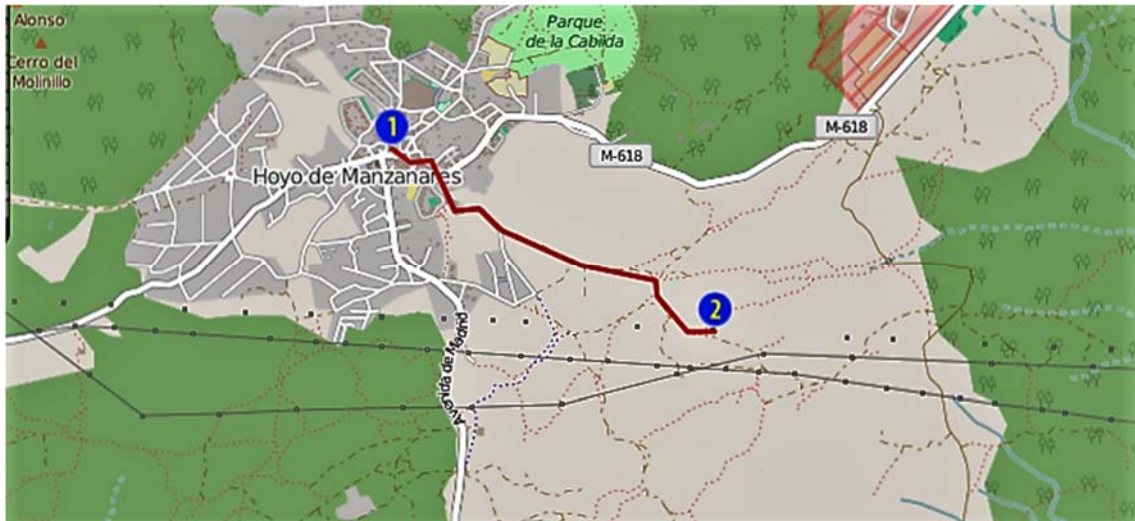 Alonso
Cerro del
Molinillo
Parque
de la Cabilda
1
M-618
M-618
Hoyo de Manzanares
2
Avenida de Madrid